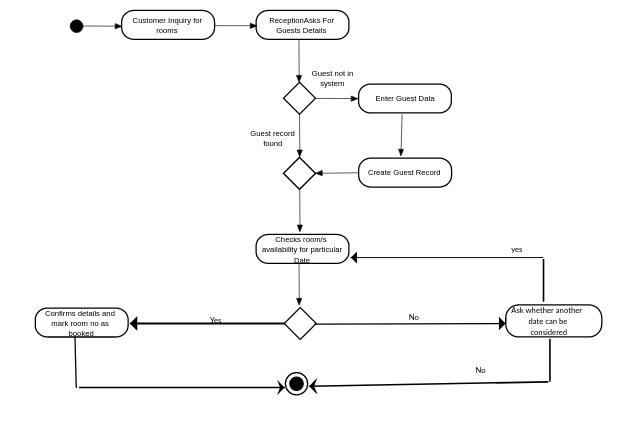 Customer Inquiry for
rooms
ReceptionAsks For
Guests Details
Guest not in
system
Enter Guest Data
Guest record
found
Create Guest Record
Checks room/s
availability for particular
Date
yes
Confirms details and
mark room no as
booked
Yes
No
Ask whether another
date can be
considered
No